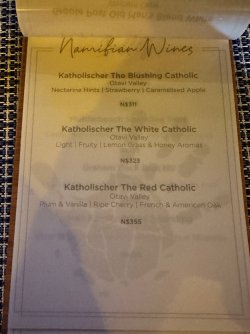 Namibian Wines
Katholischer The Blushing Catholic
Otavi Valley
Nectarine Hints | Strawberry | Caramelised Apple
N$311
Katholischer The White Catholic
Otavi Valley
Light | Fruity | Lemon Grass & Honey Aromas
N$323
Katholischer The Red Catholic
Otavi Valley
Plum & Vanilla | Ripe Cherry | French & American Oak
N$355